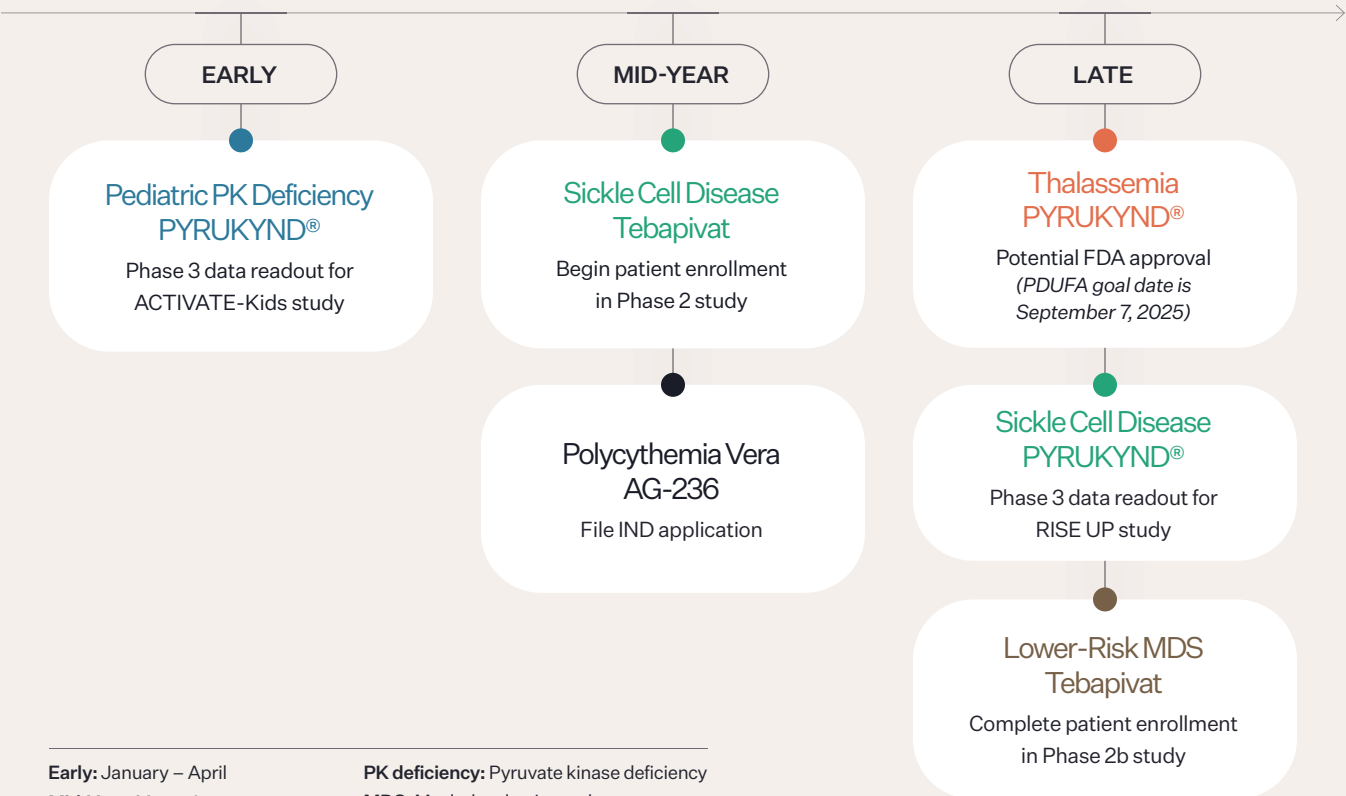 EARLY
Pediatric PK Deficiency
PYRUKYND®
Phase 3 data readout for
ACTIVATE-Kids study
MID-YEAR
Sickle Cell Disease
Tebapivat
Begin patient enrollment
in Phase 2 study
Polycythemia Vera
AG-236
File IND application
LATE
Thalassemia
PYRUKYND®
Potential FDA approval
(PDUFA goal date is
September 7, 2025)
Sickle Cell Disease
PYRUKYND®
Phase 3 data readout for
RISE UP study
Lower-Risk MDS
Tebapivat
Complete patient enrollment
in Phase 2b study
Early: January – April
PK deficiency: Pyruvate kinase deficiency